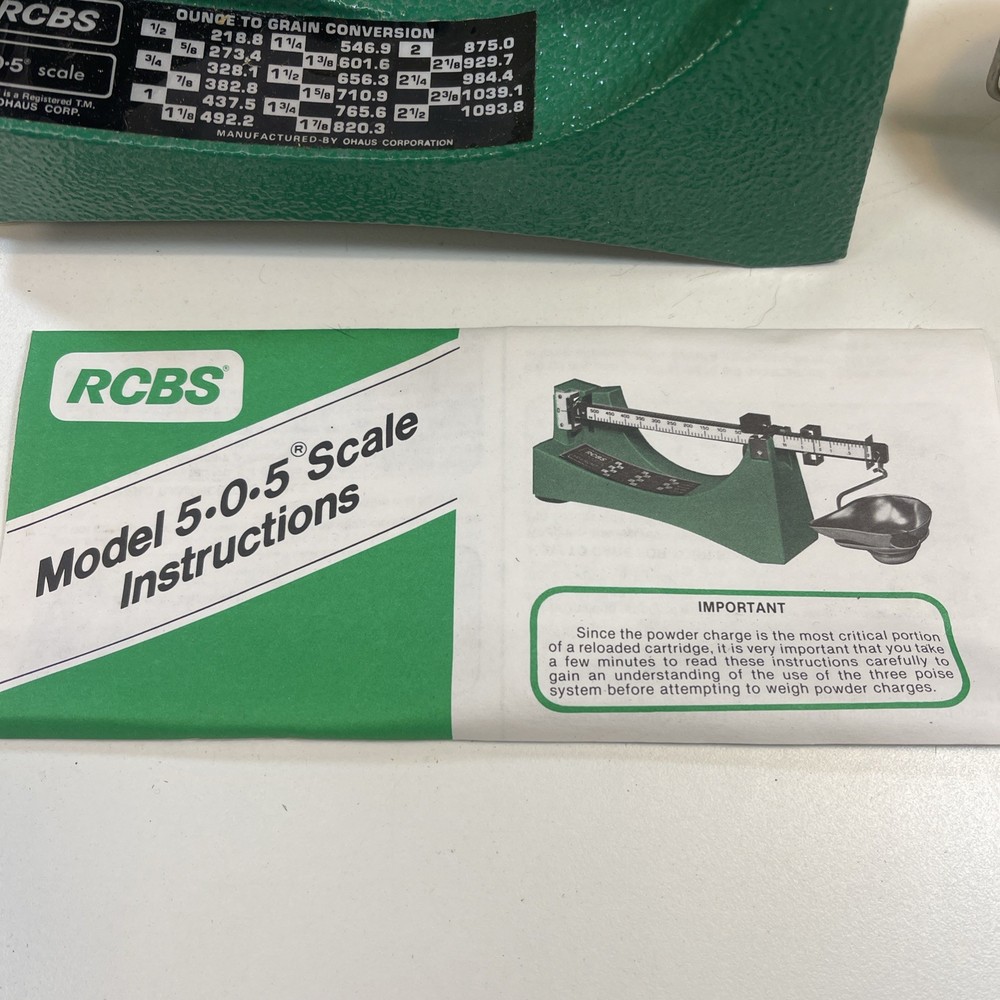 RCBS
0·5® scale
is a Registered T.M.
OHAUS CORP.
OUNCE TO GRAIN CONVERSION
1/2 218.8 1 1/4 546.9 2 875.0
5/8 273.4 1 3/8 601.6 2 1/8 929.7
3/4 328.1 1 1/2 656.3 2 1/4 984.4
7/8 382.8 1 5/8 710.9 2 3/8 1039.1
1 437.5 1 3/4 765.6 2 1/2 1093.8
1 1/8 492.2 1 7/8 820.3
MANUFACTURED-BY OHAUS CORPORATION
RCBS®
Model 5·0·5® Scale
Instructions
RCBS
IMPORTANT
Since the powder charge is the most critical portion
of a reloaded cartridge, it is very important that you take
a few minutes to read these instructions carefully to
gain an understanding of the use of the three poise
system before attempting to weigh powder charges.